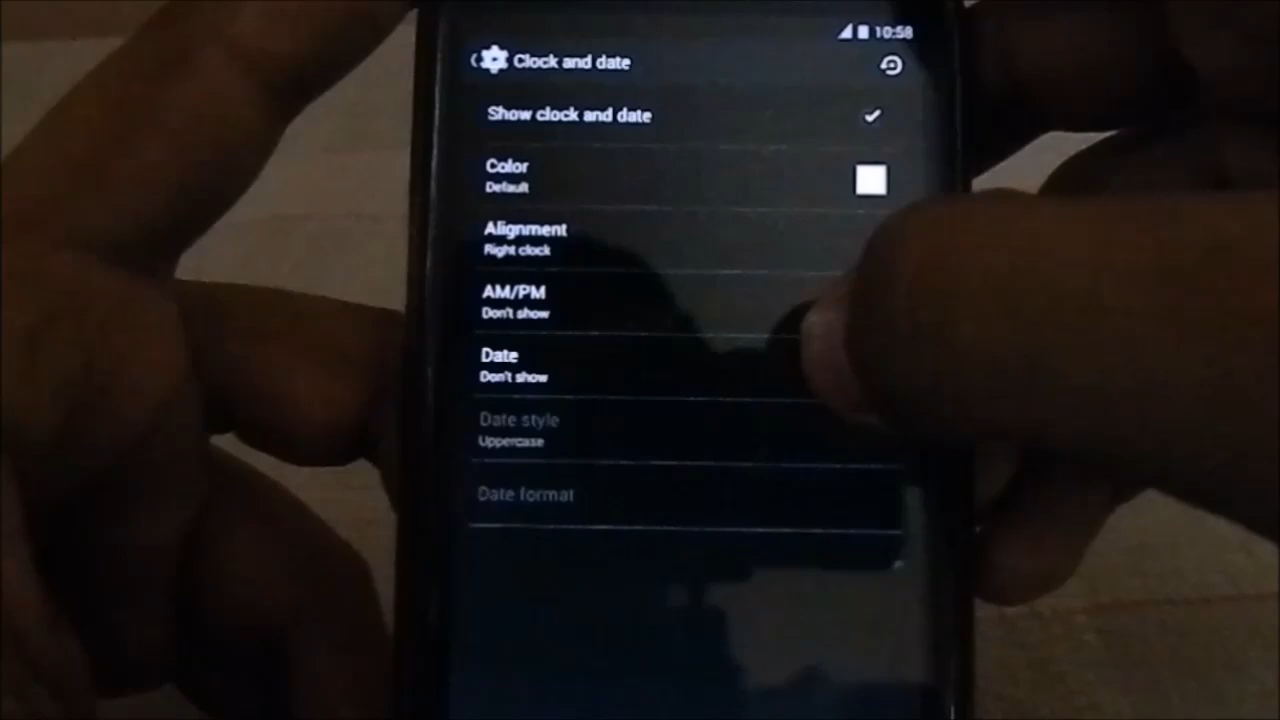 10:58
Clock and date
Show clock and date
Color
Default
Alignment
Right clock
AM/PM
Don't show
Date
Don't show
Date style
Uppercase
Date format